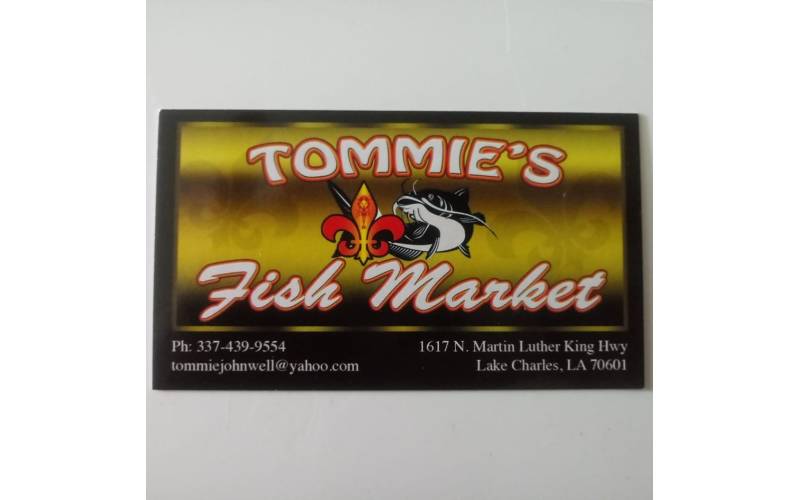 TOMMIE'S
Fish Market
Ph: 337-439-9554
tommiejohnwell@yahoo.com
1617 N. Martin Luther King Hwy
Lake Charles, LA 70601